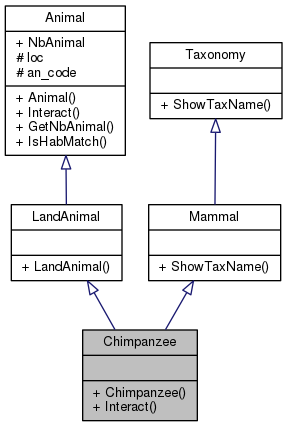 Animal
+ NbAnimal
# loc
# an_code
+ Animal()
+ Interact()
+ GetNbAnimal()
+ IsHabMatch()
Taxonomy
+ ShowTaxName()
LandAnimal
+ LandAnimal()
Mammal
+ ShowTaxName()
Chimpanzee
+ Chimpanzee()
+ Interact()